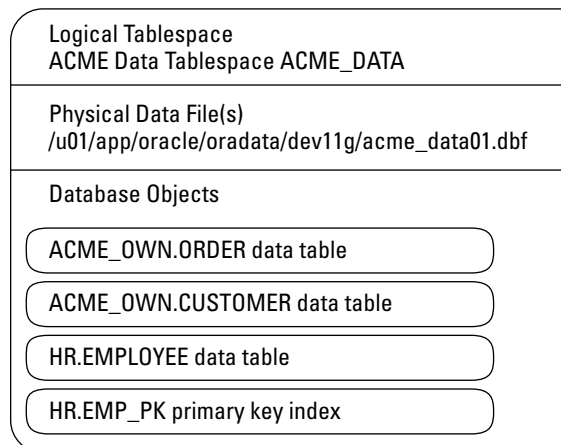 Logical Tablespace
ACME Data Tablespace ACME_DATA
Physical Data File(s)
/u01/app/oracle/oradata/dev11g/acme_data01.dbf
Database Objects
ACME_OWN.ORDER data table
ACME_OWN.CUSTOMER data table
HR.EMPLOYEE data table
HR.EMP_PK primary key index